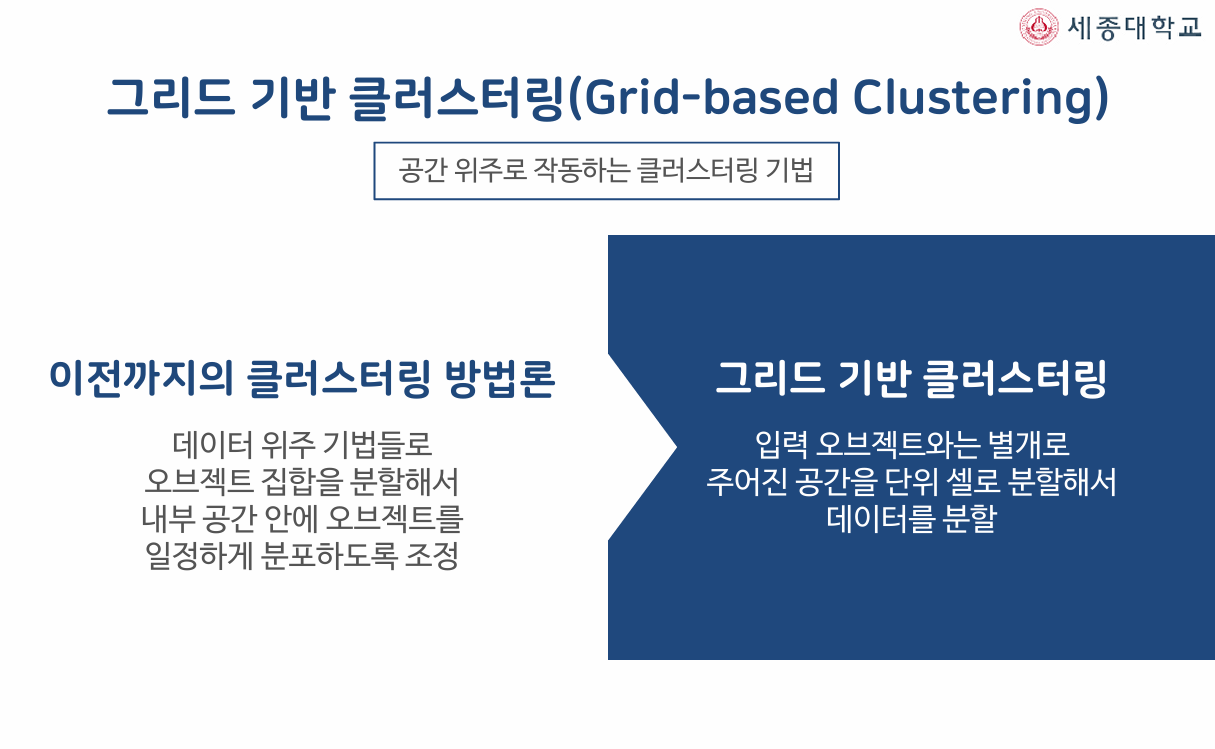 세종대학교
그리드 기반 클러스터링(Grid-based Clustering)
공간 위주로 작동하는 클러스터링 기법
이전까지의 클러스터링 방법론
데이터 위주 기법들로
오브젝트 집합을 분할해서
내부 공간 안에 오브젝트를
일정하게 분포하도록 조정
그리드 기반 클러스터링
입력 오브젝트와는 별개로
주어진 공간을 단위 셀로 분할해서
데이터를 분할